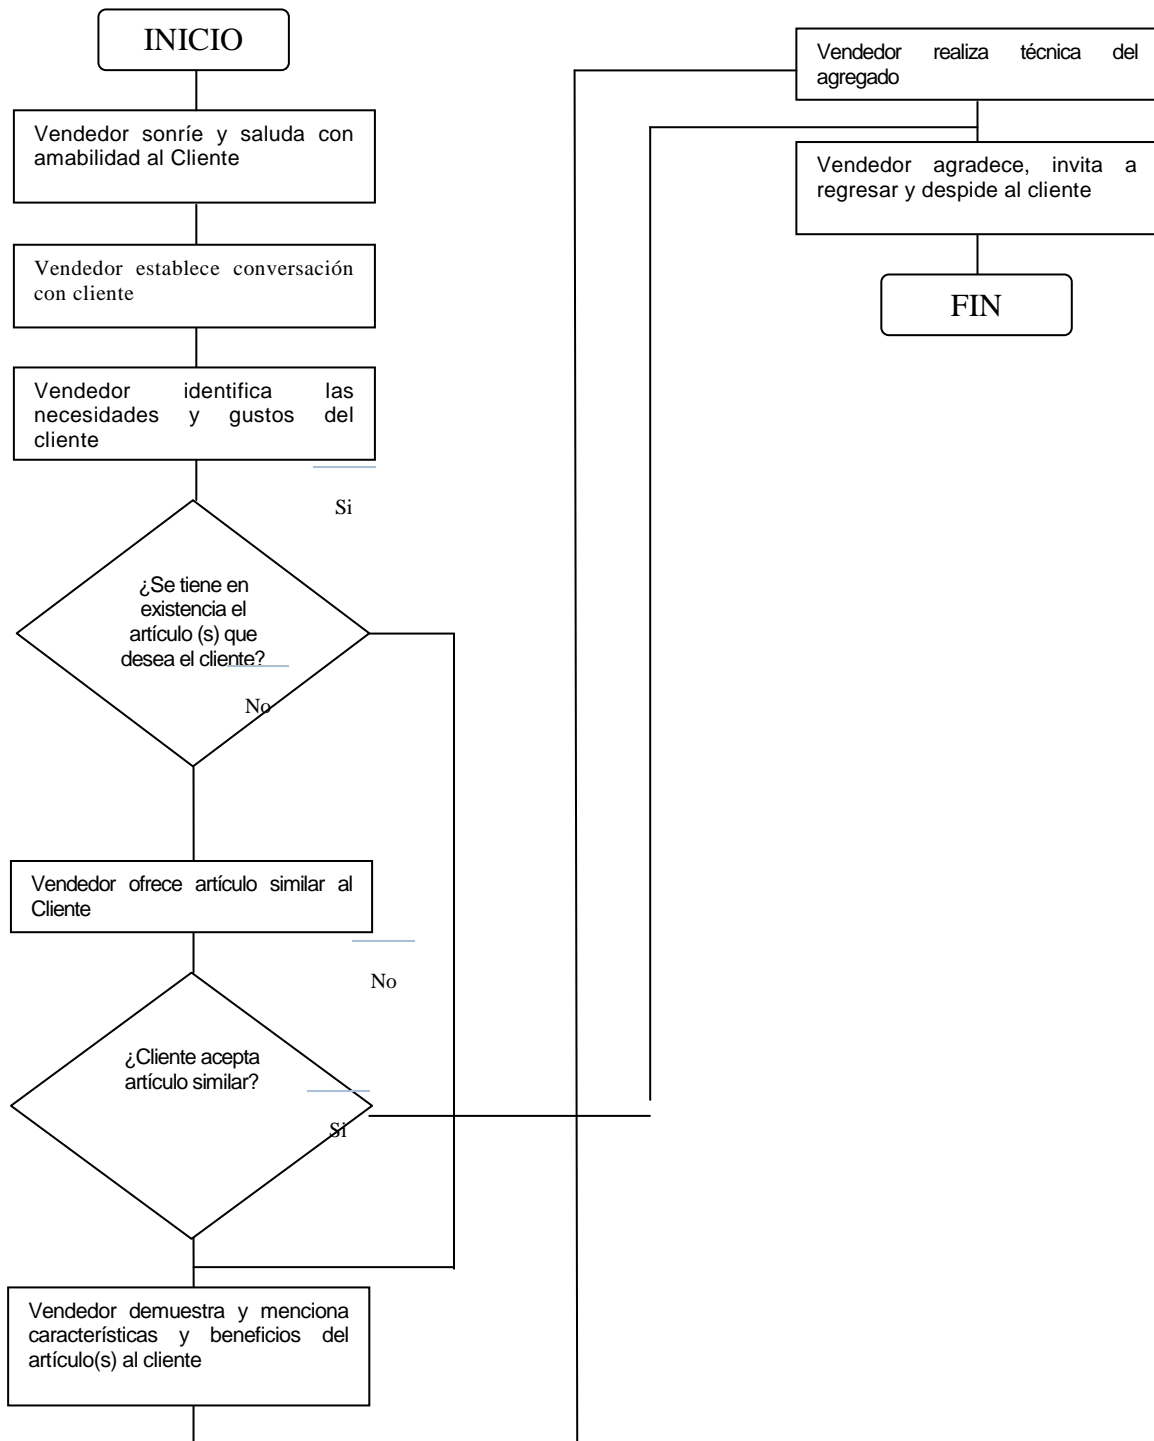 INICIO
Vendedor sonríe y saluda con
amabilidad al Cliente
Vendedor establece conversación
con cliente
Vendedor identifica las
necesidades y gustos del
cliente
Si
¿Se tiene en
existencia el
artículo (s) que
desea el cliente?
No
Vendedor ofrece artículo similar al
Cliente
No
¿Cliente acepta
artículo similar?
Si
Vendedor demuestra y menciona
características y beneficios del
artículo(s) al cliente
Vendedor realiza técnica del
agregado
Vendedor agradece, invita a
regresar y despide al cliente
FIN